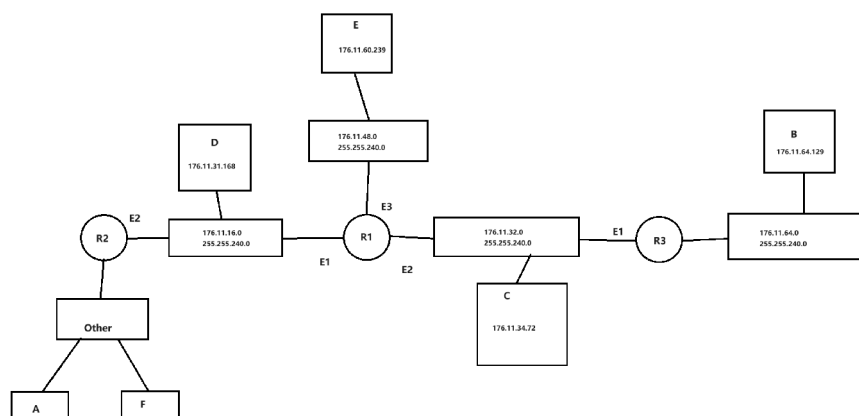 E
176.11.60.239
D
176.11.31.168
176.11.48.0
255.255.240.0
B
176.11.64.129
E2
R2
176.11.16.0
255.255.240.0
E1
E3
R1
E2
176.11.32.0
255.255.240.0
E1
R3
176.11.64.0
255.255.240.0
C
176.11.34.72
Other
A
F